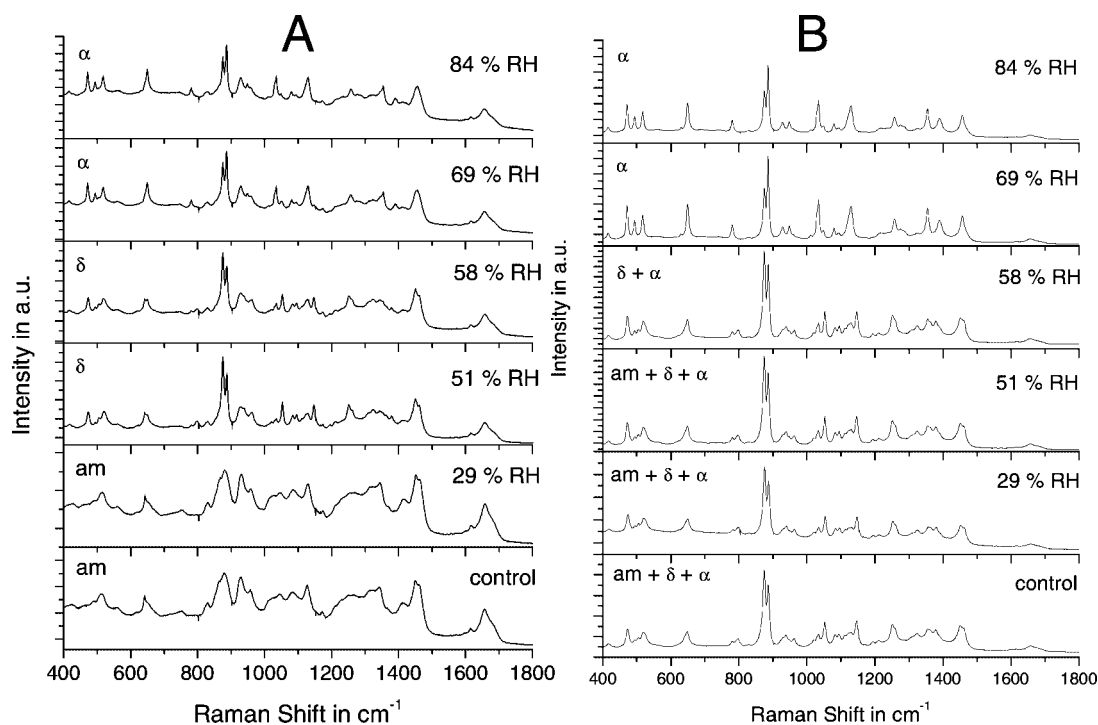 A
α
84 % RH
α
69 % RH
δ
58 % RH
δ
51 % RH
am
29 % RH
am
control
400 600 800 1000 1200 1400 1600 1800
Raman Shift in cm-1
Intensity in a.u.
B
α
84 % RH
α
69 % RH
δ + α
58 % RH
am + δ + α
51 % RH
am + δ + α
29 % RH
am + δ + α
control
400 600 800 1000 1200 1400 1600 1800
Raman Shift in cm-1
Intensity in a.u.